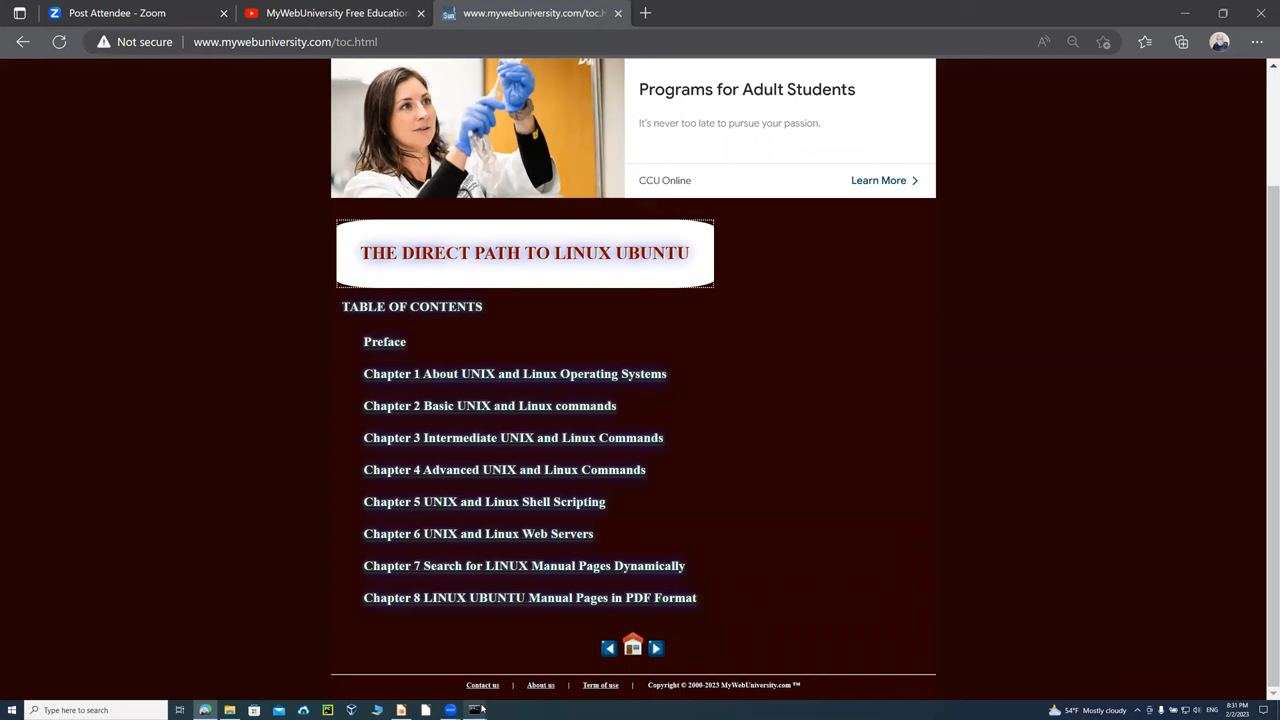 Post Attendee - Zoom
MyWebUniversity Free Education
www.mywebuniversity.com/toc.h
Not secure
www.mywebuniversity.com/toc.html
Programs for Adult Students
It's never too late to pursue your passion.
CCU Online
Learn More
THE DIRECT PATH TO LINUX UBUNTU
TABLE OF CONTENTS
Preface
Chapter 1 About UNIX and Linux Operating Systems
Chapter 2 Basic UNIX and Linux commands
Chapter 3 Intermediate UNIX and Linux Commands
Chapter 4 Advanced UNIX and Linux Commands
Chapter 5 UNIX and Linux Shell Scripting
Chapter 6 UNIX and Linux Web Servers
Chapter 7 Search for LINUX Manual Pages Dynamically
Chapter 8 LINUX UBUNTU Manual Pages in PDF Format
Contact us | About us | Term of use | Copyright © 2000-2023 MyWebUniversity.com ™
Type here to search
54°F Mostly cloudy
ENG
8:31 PM
2/2/2023